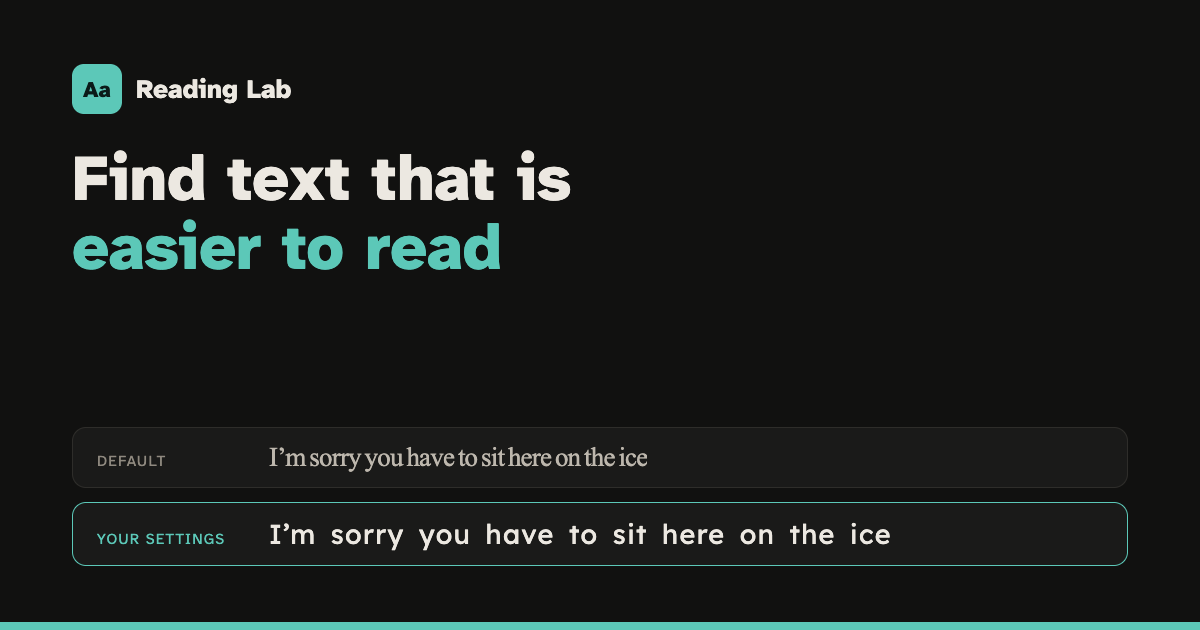 Aa Reading Lab
Find text that is
easier to read
DEFAULT I’m sorry you have to sit here on the ice
YOUR SETTINGS I’m sorry you have to sit here on the ice